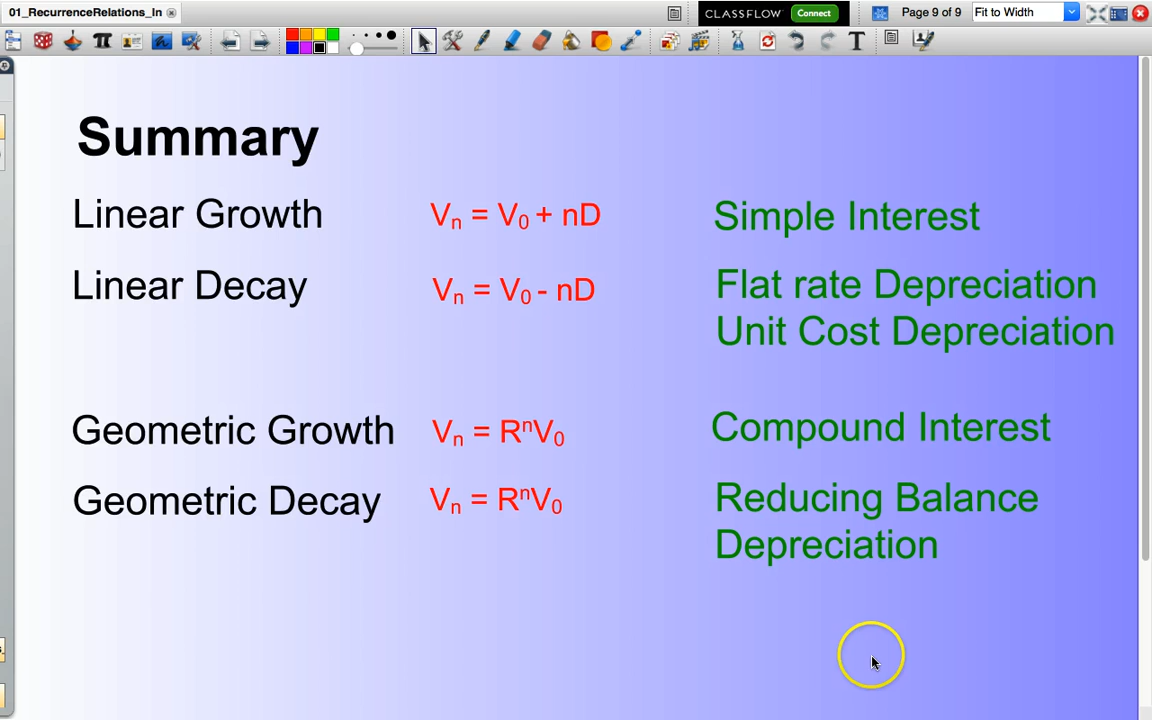 01_RecurrenceRelations_In
CLASSFLOW Connect
Page 9 of 9
Fit to Width
Summary
Linear Growth Vₙ = V₀ + nD Simple Interest
Linear Decay Vₙ = V₀ - nD Flat rate Depreciation
Unit Cost Depreciation
Geometric Growth Vₙ = RⁿV₀ Compound Interest
Geometric Decay Vₙ = RⁿV₀ Reducing Balance
Depreciation